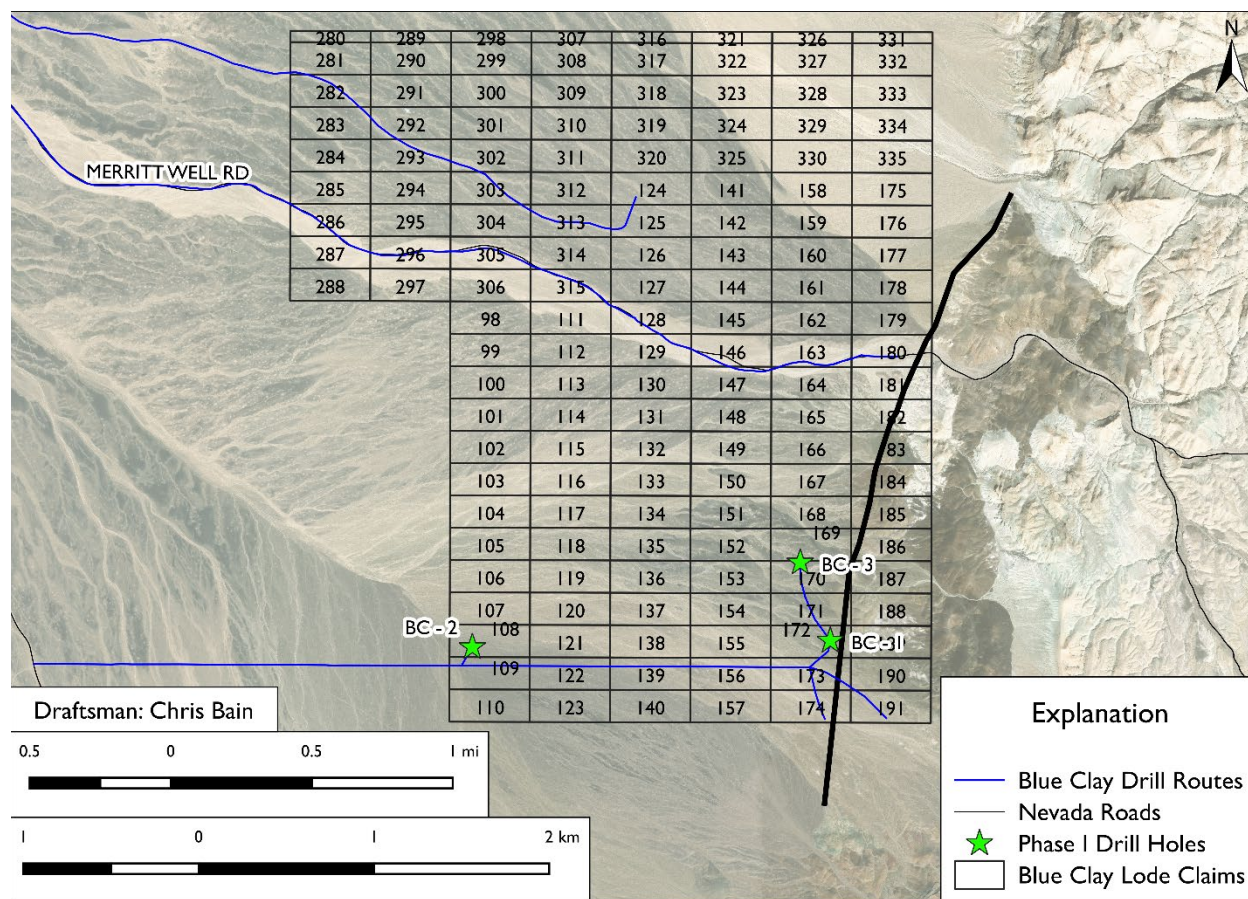 N
280 289 298 307 316 321 326 331
281 290 299 308 317 322 327 332
282 291 300 309 318 323 328 333
283 292 301 310 319 324 329 334
284 293 302 311 320 325 330 335
MERRITT WELL RD
285 294 303 312 124 141 158 175
286 295 304 313 125 142 159 176
287 296 305 314 126 143 160 177
288 297 306 315 127 144 161 178
98 111 128 145 162 179
99 112 129 146 163 180
100 113 130 147 164 181
101 114 131 148 165 182
102 115 132 149 166 83
103 116 133 150 167 184
104 117 134 151 168 185
169
105 118 135 152 186
BC - 3
106 119 136 153 170 187
107 120 137 154 171 188
BC - 2 108 172
121 138 155 BC - 1
109 122 139 156 173 190
110 123 140 157 174 191
Draftsman: Chris Bain
0.5 0 0.5 1 mi
1 0 1 2 km
Explanation
Blue Clay Drill Routes
Nevada Roads
Phase 1 Drill Holes
Blue Clay Lode Claims